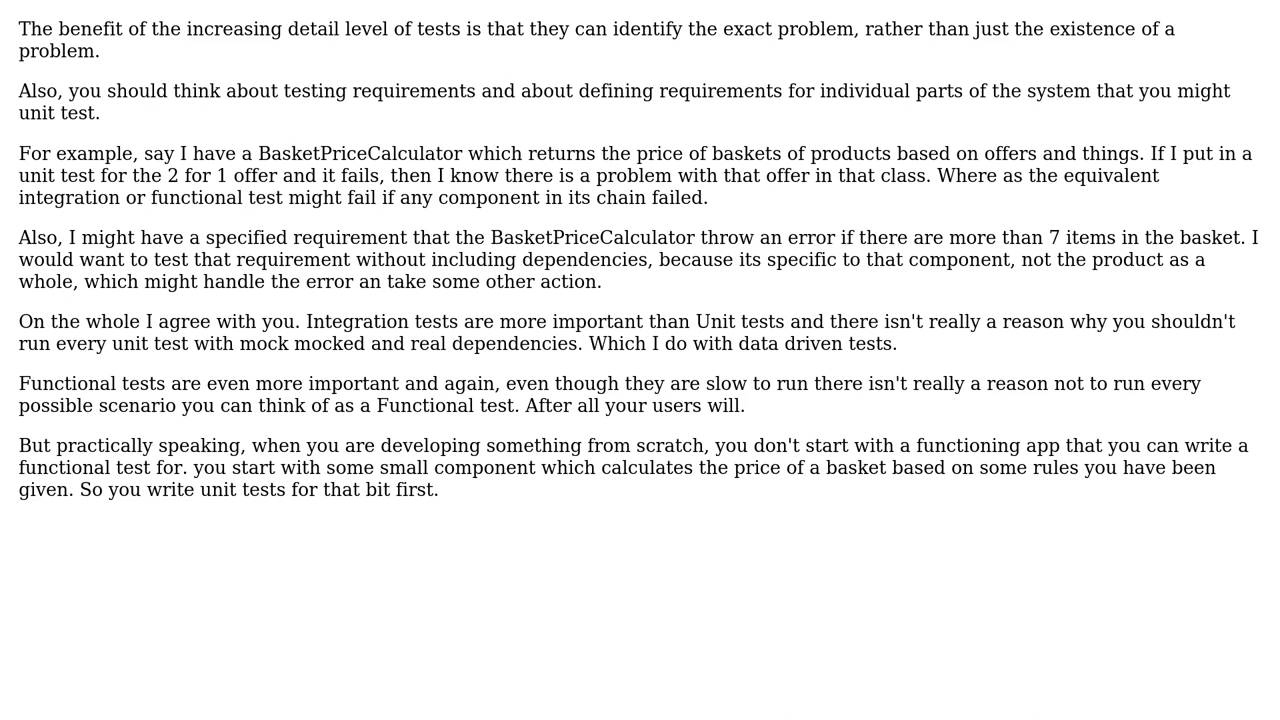 The benefit of the increasing detail level of tests is that they can identify the exact problem, rather than just the existence of a
problem.
Also, you should think about testing requirements and about defining requirements for individual parts of the system that you might
unit test.
For example, say I have a BasketPriceCalculator which returns the price of baskets of products based on offers and things. If I put in a
unit test for the 2 for 1 offer and it fails, then I know there is a problem with that offer in that class. Where as the equivalent
integration or functional test might fail if any component in its chain failed.
Also, I might have a specified requirement that the BasketPriceCalculator throw an error if there are more than 7 items in the basket. I
would want to test that requirement without including dependencies, because its specific to that component, not the product as a
whole, which might handle the error an take some other action.
On the whole I agree with you. Integration tests are more important than Unit tests and there isn't really a reason why you shouldn't
run every unit test with mock mocked and real dependencies. Which I do with data driven tests.
Functional tests are even more important and again, even though they are slow to run there isn't really a reason not to run every
possible scenario you can think of as a Functional test. After all your users will.
But practically speaking, when you are developing something from scratch, you don't start with a functioning app that you can write a
functional test for. you start with some small component which calculates the price of a basket based on some rules you have been
given. So you write unit tests for that bit first.